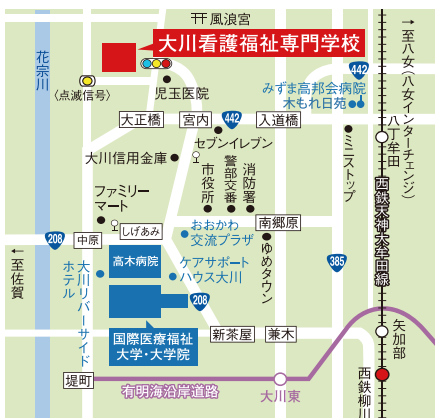 風浪宮
大川看護福祉専門学校
花宗川
〈点滅信号〉
児玉医院
442
みずま高邦会病院
木もれ日苑
→至八女(八女インターチェンジ)
大正橋
宮内
442
入道橋
八丁牟田
セブンイレブン
大川信用金庫
ミニストップ
市役所
警部交番
消防署
西鉄天神大牟田線
ファミリー
マート
しげあみ
おおかわ
交流プラザ
南郷原
208
中原
←至佐賀
高木病院
ケアサポート
ハウス大川
ゆめタウン
385
大川リバーサイド
ホテル
208
国際医療福祉
大学・大学院
新茶屋
兼木
矢加部
堤町
有明海沿岸道路
大川東
西鉄柳川